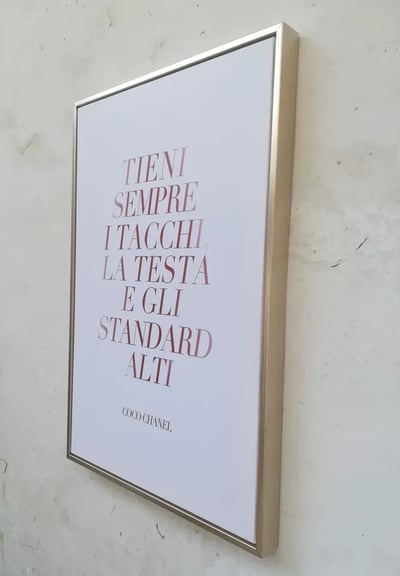 TIENI
SEMPRE
I TACCHI,
LA TESTA
E GLI
STANDARD
ALTI
COCO CHANEL